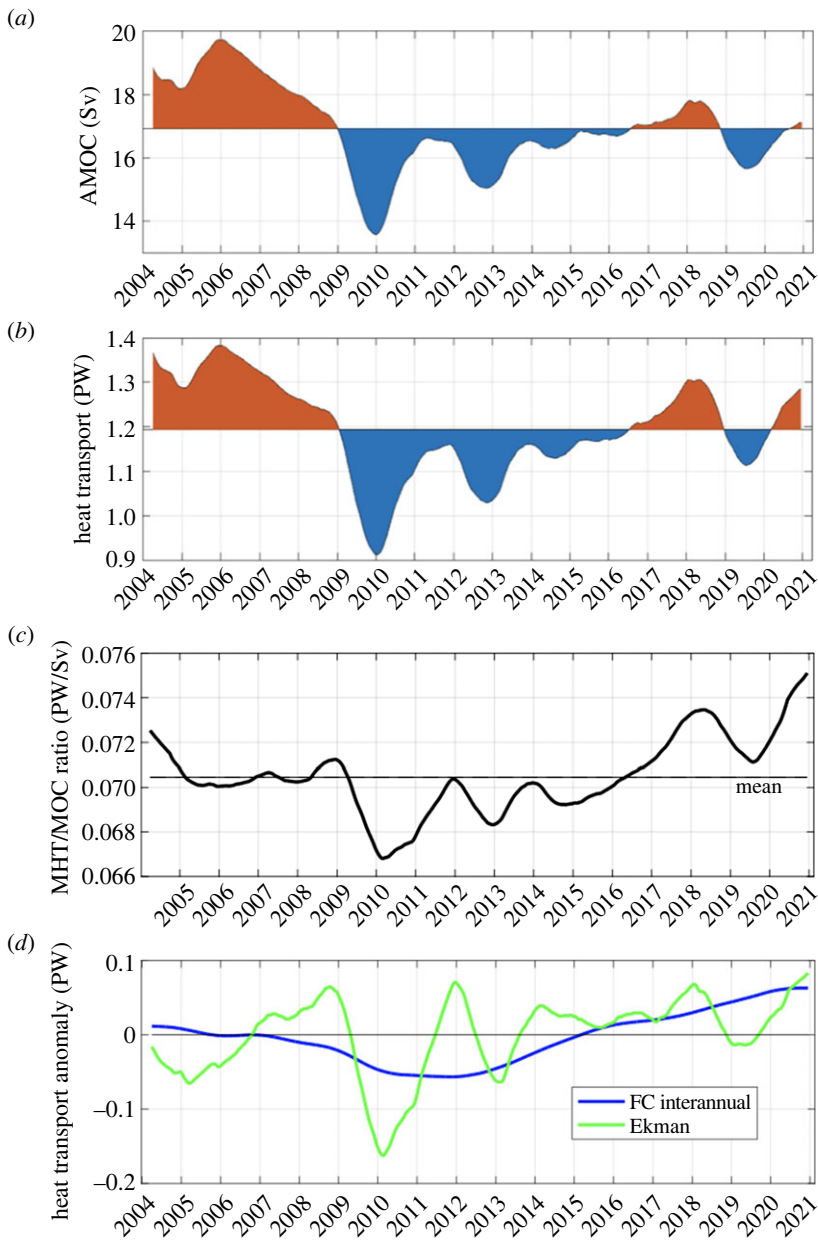 (a)
AMOC (Sv)
20
18
16
14
2004 2005 2006 2007 2008 2009 2010 2011 2012 2013 2014 2015 2016 2017 2018 2019 2020 2021
(b)
heat transport (PW)
1.4
1.3
1.2
1.1
1.0
0.9
2004 2005 2006 2007 2008 2009 2010 2011 2012 2013 2014 2015 2016 2017 2018 2019 2020 2021
(c)
MHT/MOC ratio (PW/Sv)
0.076
0.074
0.072
0.070
0.068
0.066
mean
2005 2006 2007 2008 2009 2010 2011 2012 2013 2014 2015 2016 2017 2018 2019 2020 2021
(d)
heat transport anomaly (PW)
0.1
0
−0.1
−0.2
FC interannual
Ekman
2004 2005 2006 2007 2008 2009 2010 2011 2012 2013 2014 2015 2016 2017 2018 2019 2020 2021